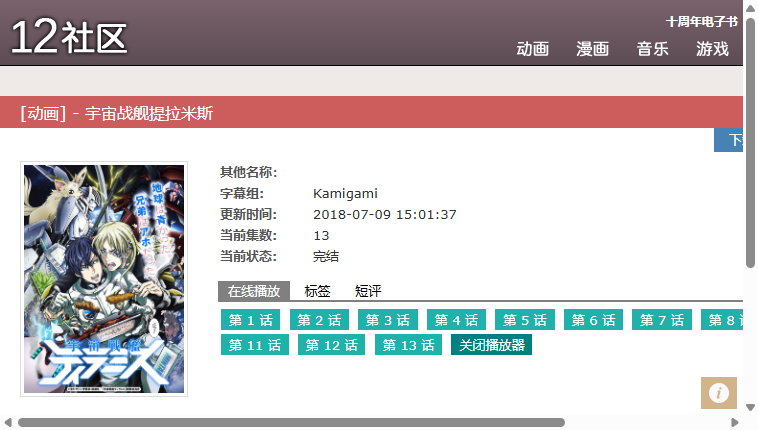 12社区
十周年电子书
动画 漫画 音乐 游戏
[动画] - 宇宙战舰提拉米斯
其他名称:
字幕组: Kamigami
更新时间: 2018-07-09 15:01:37
当前集数: 13
当前状态: 完结
在线播放 标签 短评
第 1 话 第 2 话 第 3 话 第 4 话 第 5 话 第 6 话 第 7 话 第 8
第 11 话 第 12 话 第 13 话 关闭播放器
地球は青かった
兄弟はアホだった
宇宙戦艦
ティラミス
i